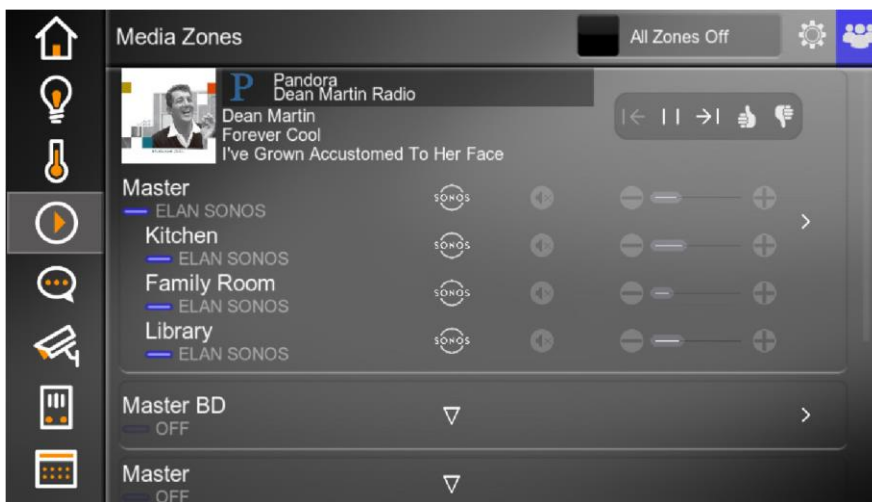 Media Zones
All Zones Off
P Pandora
Dean Martin Radio
Dean Martin
Forever Cool
I've Grown Accustomed To Her Face
Master
ELAN SONOS
SONOS
Kitchen
ELAN SONOS
SONOS
Family Room
ELAN SONOS
SONOS
Library
ELAN SONOS
SONOS
Master BD
OFF
Master
OFF